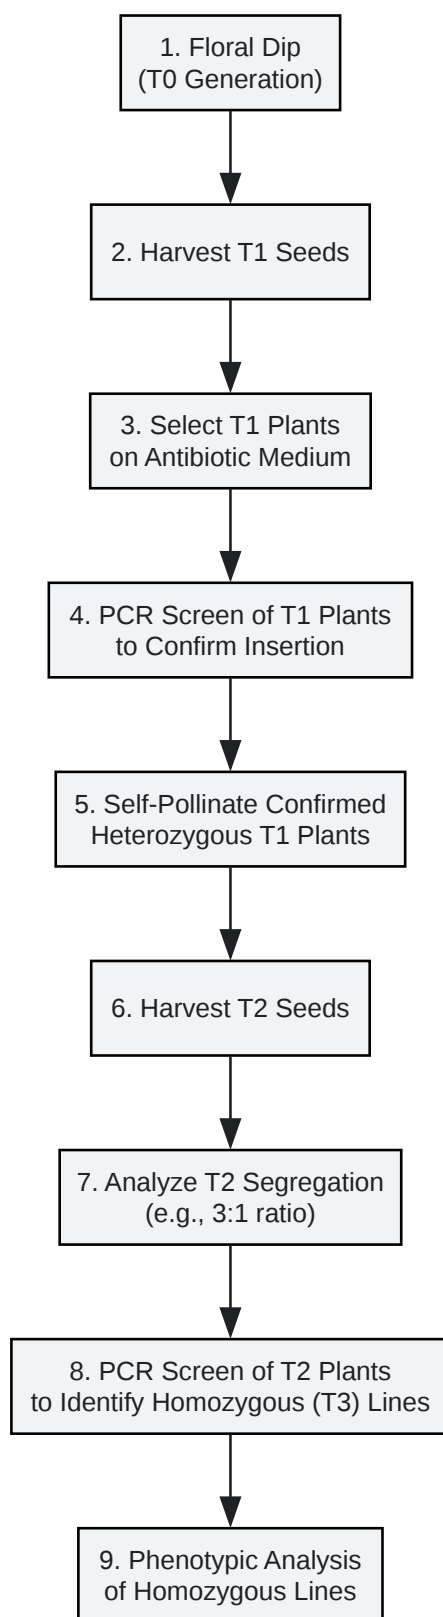 1. Floral Dip
(T0 Generation)
2. Harvest T1 Seeds
3. Select T1 Plants
on Antibiotic Medium
4. PCR Screen of T1 Plants
to Confirm Insertion
5. Self-Pollinate Confirmed
Heterozygous T1 Plants
6. Harvest T2 Seeds
7. Analyze T2 Segregation
(e.g., 3:1 ratio)
8. PCR Screen of T2 Plants
to Identify Homozygous (T3) Lines
9. Phenotypic Analysis
of Homozygous Lines